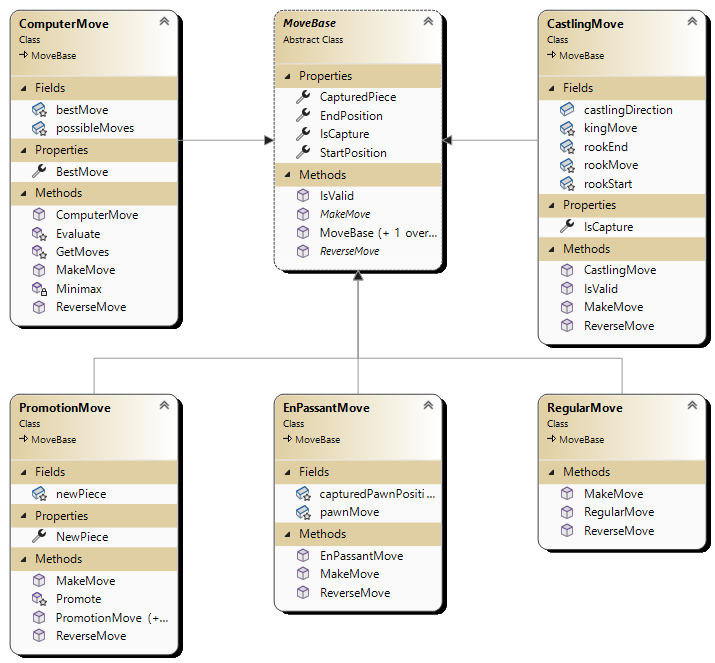 ComputerMove
Class
MoveBase
Fields
bestMove
possibleMoves
Properties
BestMove
Methods
ComputerMove
Evaluate
GetMoves
MakeMove
Minimax
ReverseMove
MoveBase
Abstract Class
Properties
CapturedPiece
EndPosition
IsCapture
StartPosition
Methods
IsValid
MakeMove
MoveBase (+ 1 over...
ReverseMove
CastlingMove
Class
MoveBase
Fields
castlingDirection
kingMove
rookEnd
rookMove
rookStart
Properties
IsCapture
Methods
CastlingMove
IsValid
MakeMove
ReverseMove
PromotionMove
Class
MoveBase
Fields
newPiece
Properties
NewPiece
Methods
MakeMove
Promote
PromotionMove (+...
ReverseMove
EnPassantMove
Class
MoveBase
Fields
capturedPawnPositi...
pawnMove
Methods
EnPassantMove
MakeMove
ReverseMove
RegularMove
Class
MoveBase
Methods
MakeMove
RegularMove
ReverseMove